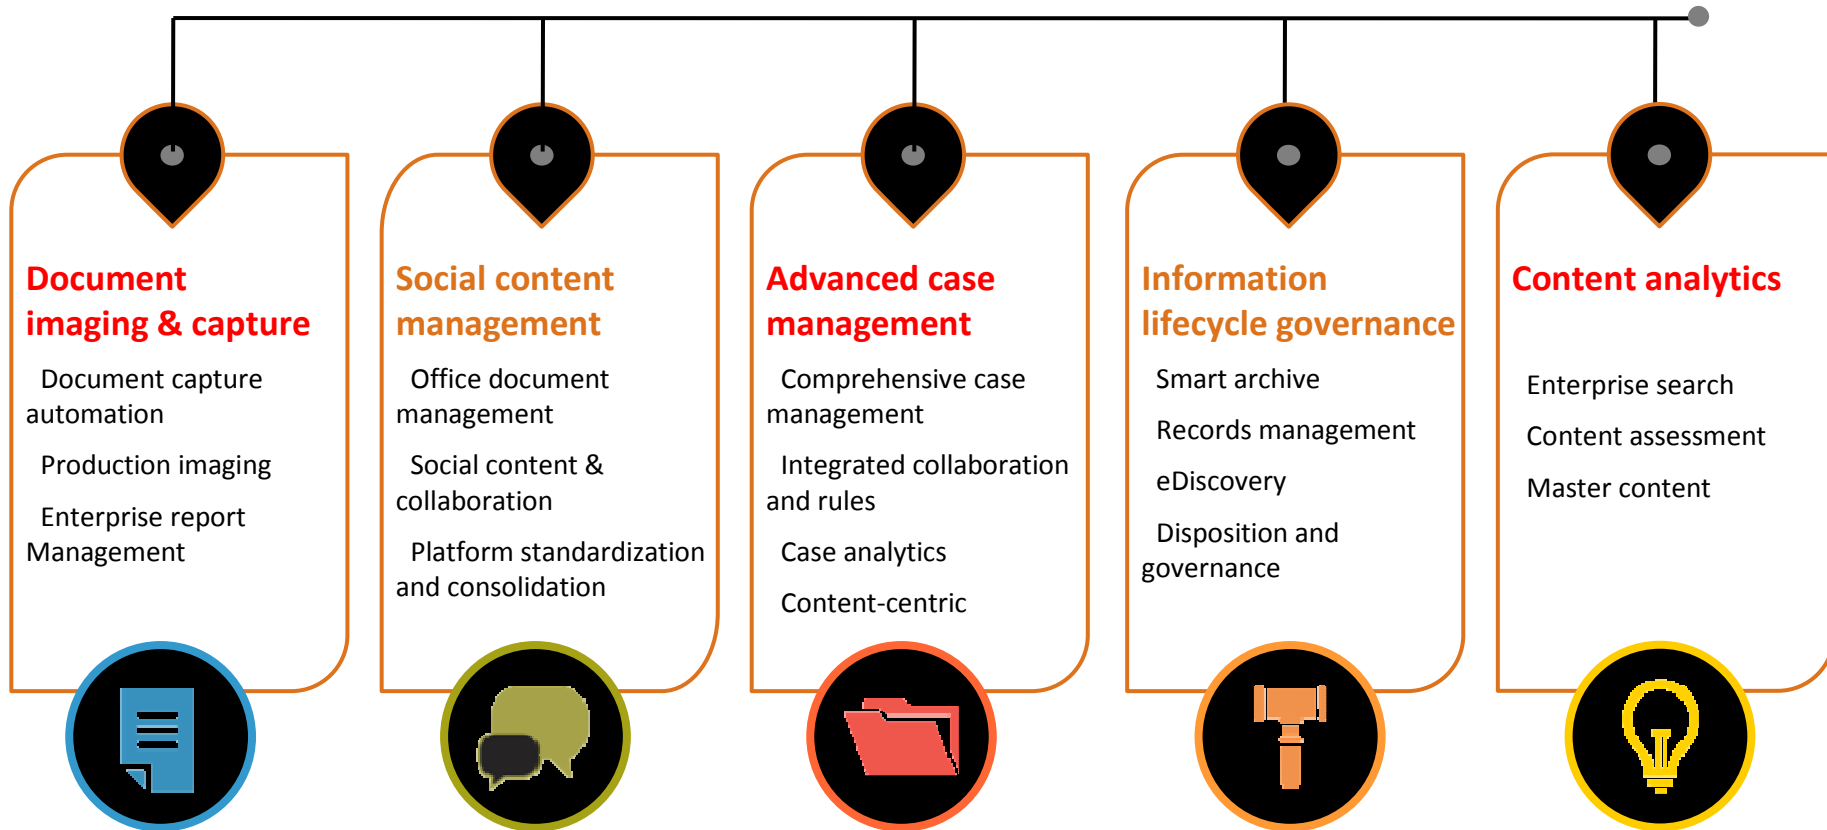 Document
imaging & capture
Document capture
automation
Production imaging
Enterprise report
Management
Social content
management
Office document
management
Social content &
collaboration
Platform standardization
and consolidation
Advanced case
management
Comprehensive case
management
Integrated collaboration
and rules
Case analytics
Content-centric
Information
lifecycle governance
Smart archive
Records management
eDiscovery
Disposition and
governance
Content analytics
Enterprise search
Content assessment
Master content